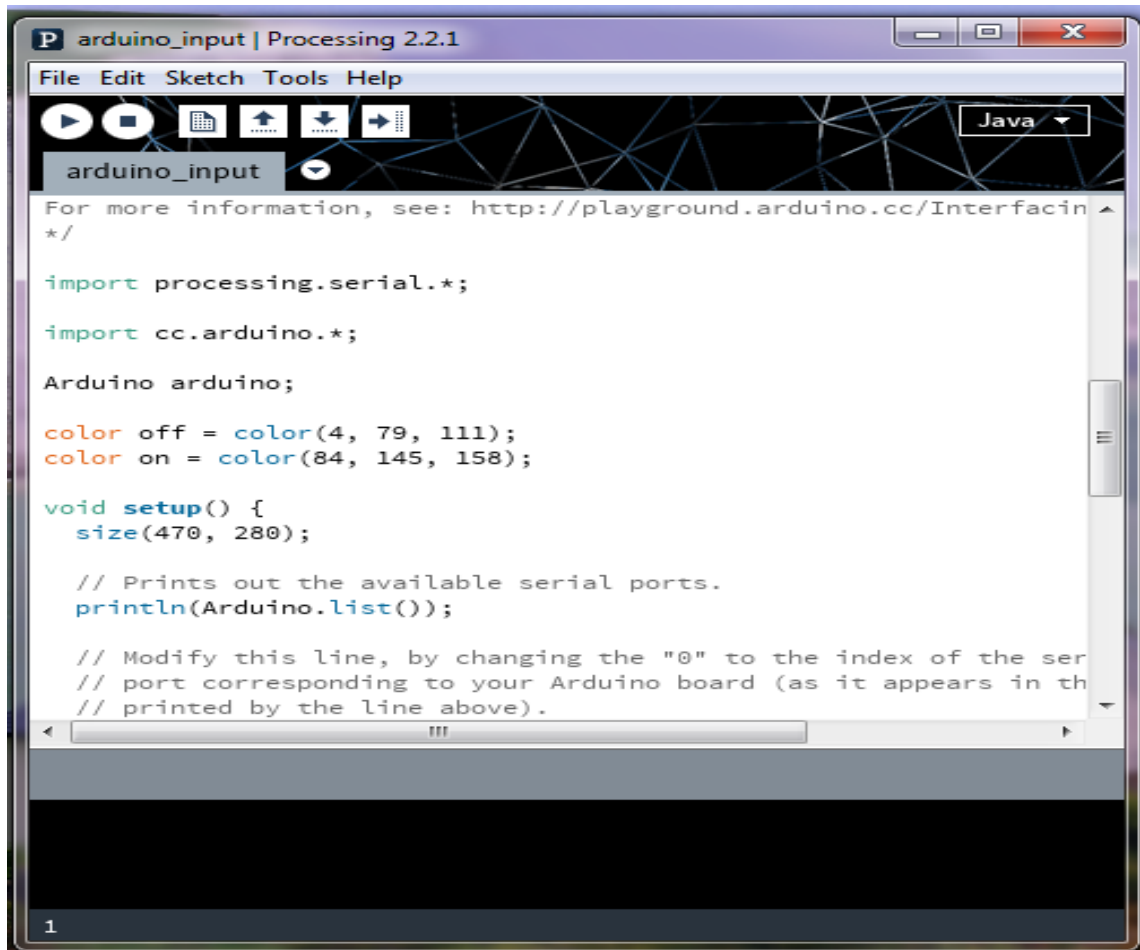 arduino_input | Processing 2.2.1
File Edit Sketch Tools Help
Java
arduino_input
For more information, see: http://playground.arduino.cc/Interfacin
*/
import processing.serial.*;
import cc.arduino.*;
Arduino arduino;
color off = color(4, 79, 111);
color on = color(84, 145, 158);
void setup() {
  size(470, 280);
  // Prints out the available serial ports.
  println(Arduino.list());
  // Modify this line, by changing the "0" to the index of the ser
  // port corresponding to your Arduino board (as it appears in th
  // printed by the line above).
1